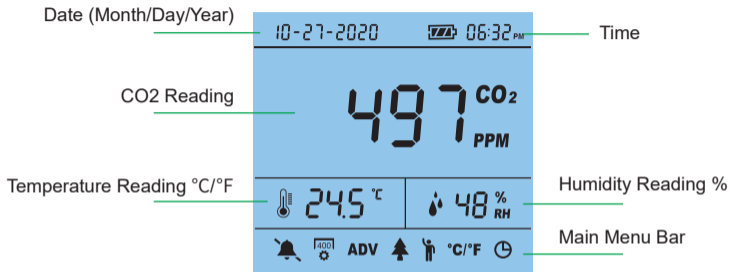 Date (Month/Day/Year)
10-27-2020 06:32 PM
Time
CO2 Reading
497 CO2 PPM
Temperature Reading °C/°F
24.5 °C
48 % RH
Humidity Reading %
400 ADV °C/°F
Main Menu Bar